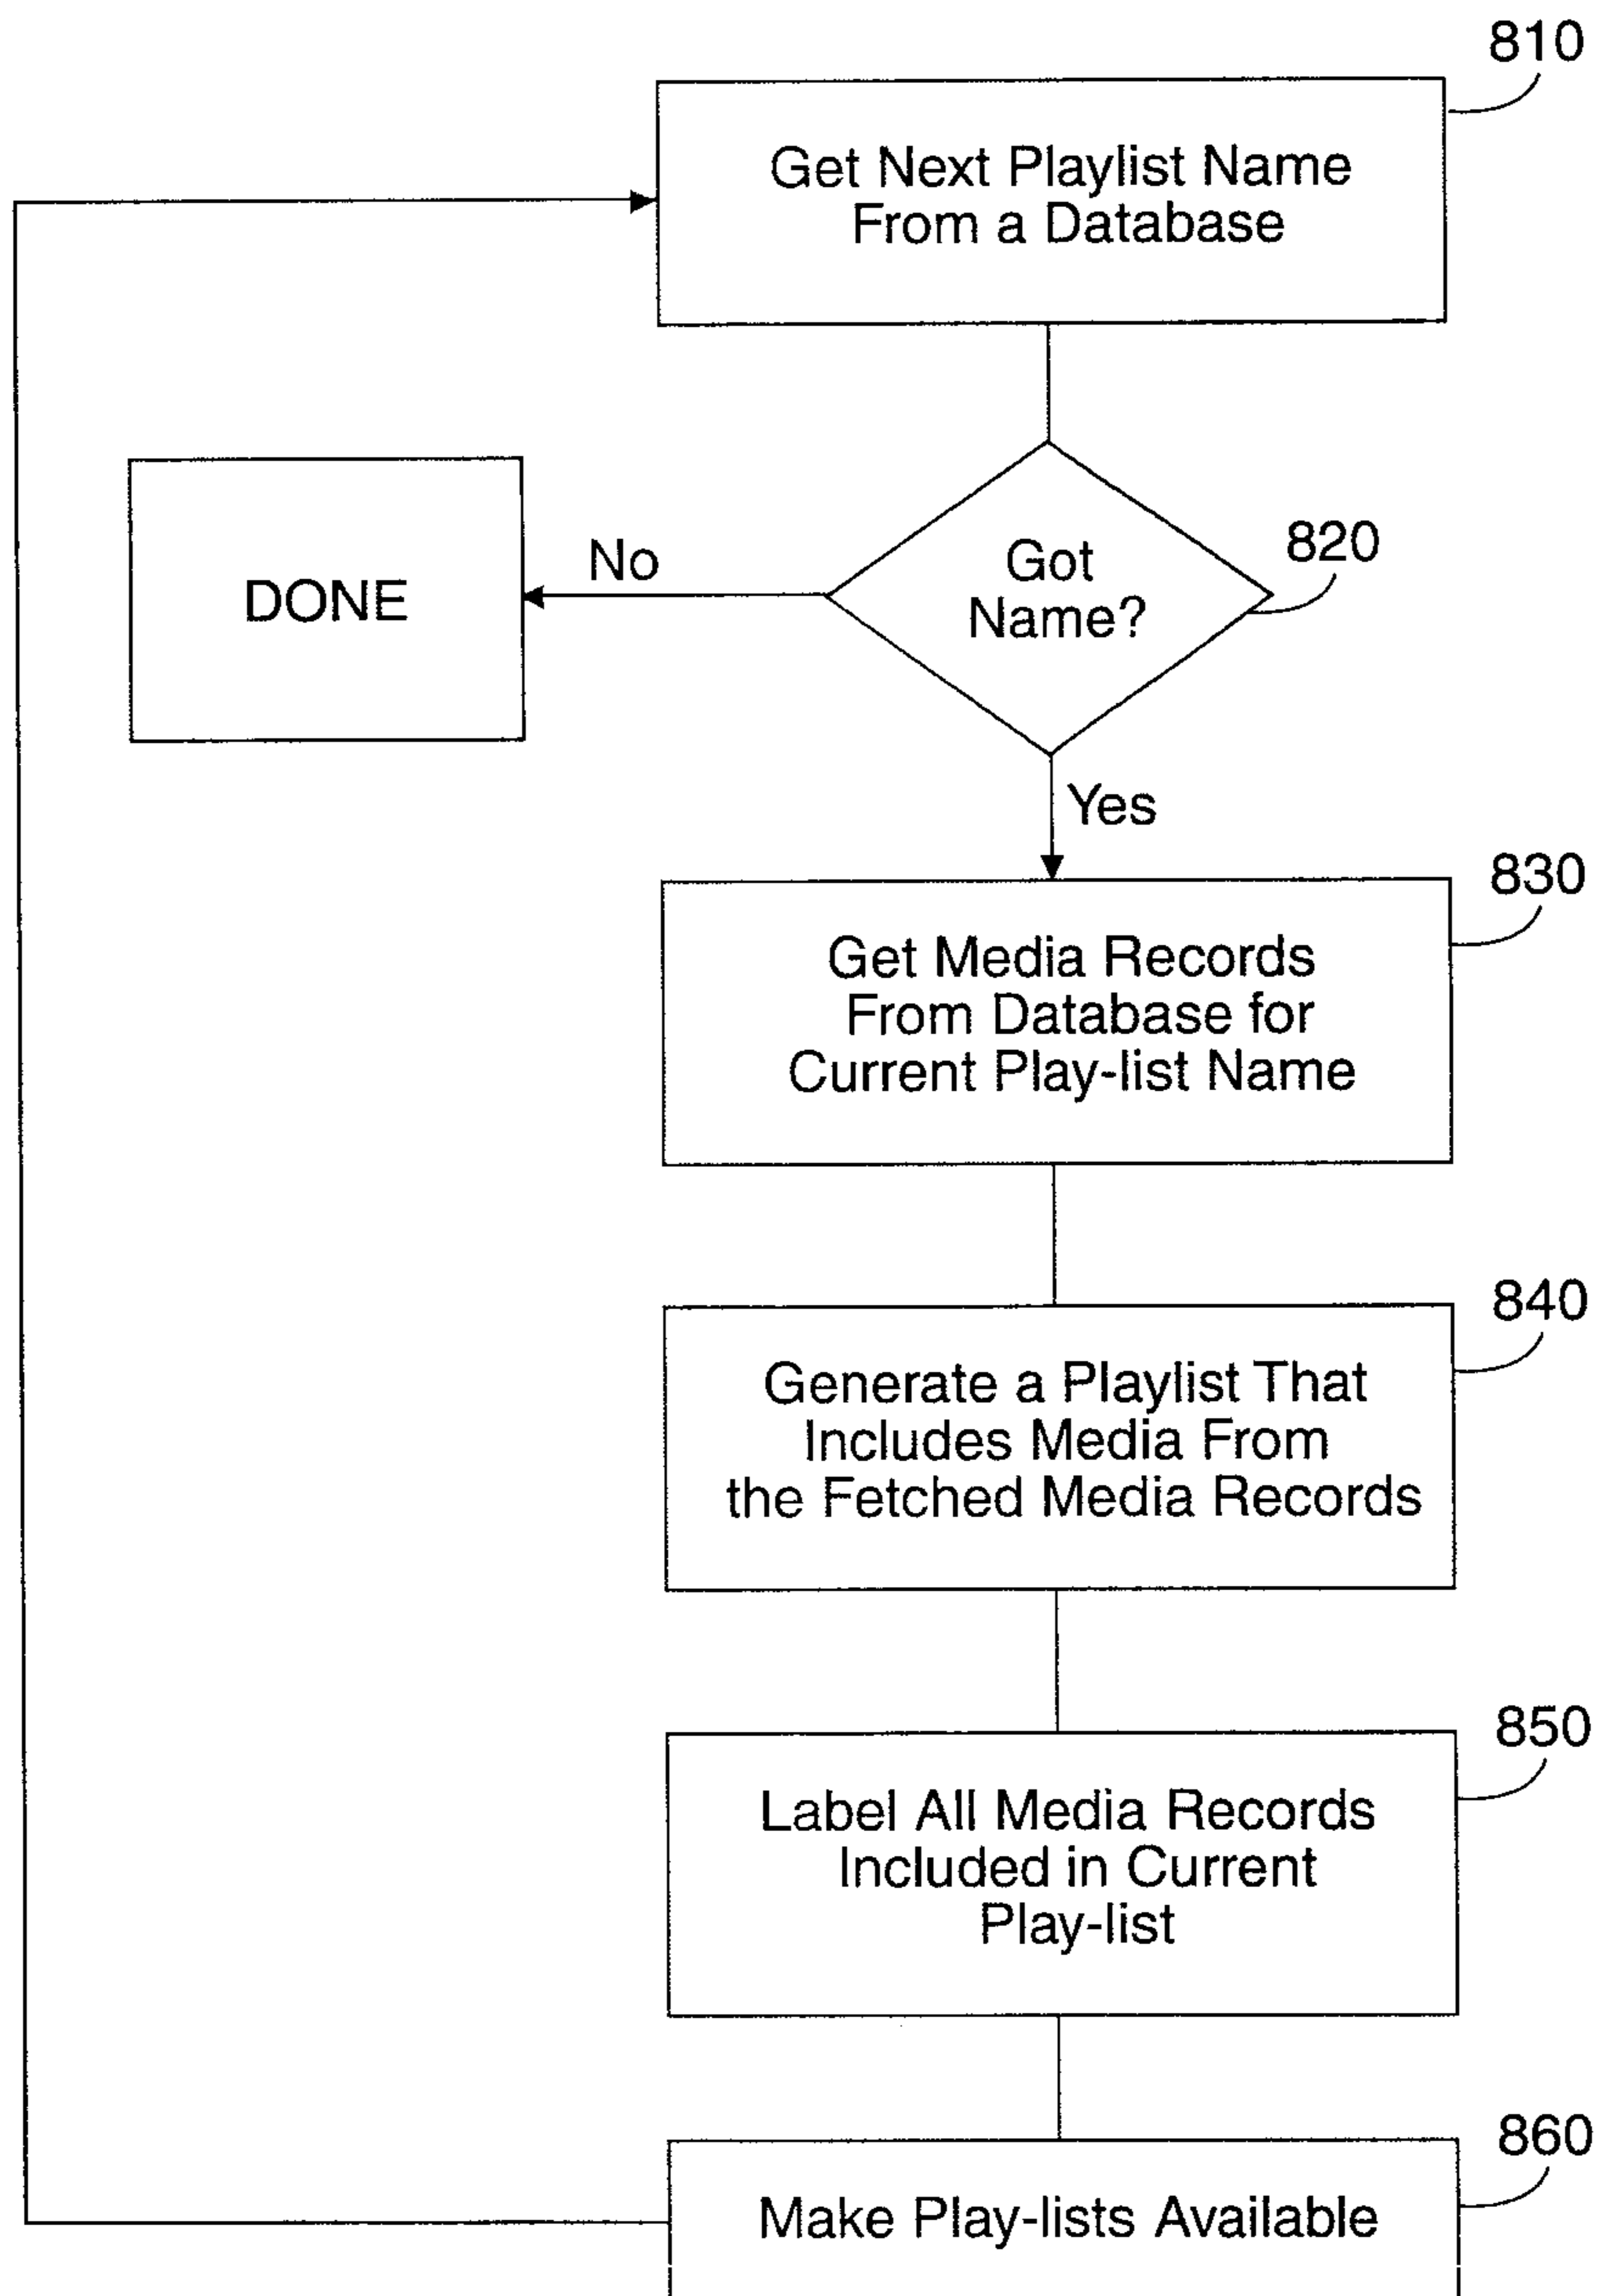 810
Get Next Playlist Name
From a Database
820
Got
Name?
No
DONE
Yes
830
Get Media Records
From Database for
Current Play-list Name
840
Generate a Playlist That
Includes Media From
the Fetched Media Records
850
Label All Media Records
Included in Current
Play-list
860
Make Play-lists Available